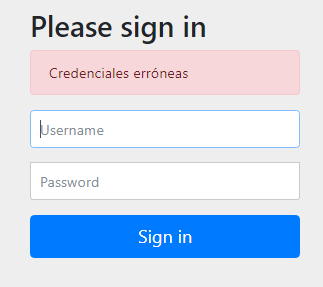 Please sign in
Credenciales erróneas
Username
Password
Sign in